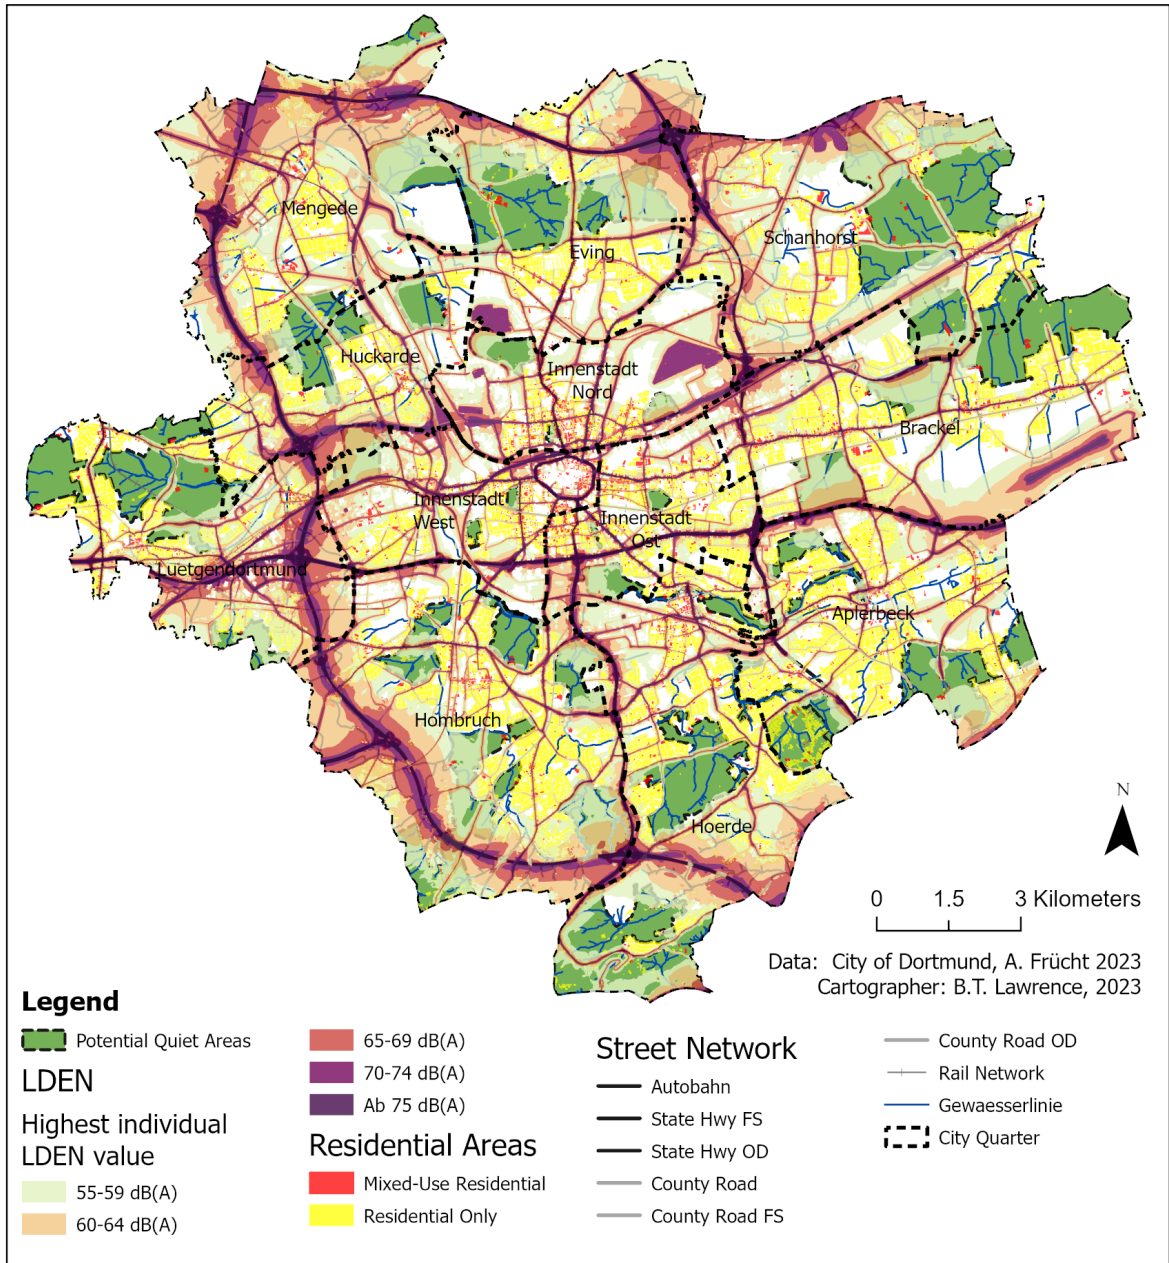 Mengede
Eving
Schanhorst
Huckarde
Innenstadt
Nord
Brackel
Innenstadt
West
Innenstadt
Ost
Luetgendortmund
Aplerbeck
Hombruch
Hoerde
N
0 1.5 3 Kilometers
Data: City of Dortmund, A. Frücht 2023
Cartographer: B.T. Lawrence, 2023
Legend
Potential Quiet Areas
LDEN
Highest individual
LDEN value
55-59 dB(A)
60-64 dB(A)
65-69 dB(A)
70-74 dB(A)
Ab 75 dB(A)
Residential Areas
Mixed-Use Residential
Residential Only
Street Network
Autobahn
State Hwy FS
State Hwy OD
County Road
County Road FS
County Road OD
Rail Network
Gewaesserlinie
City Quarter